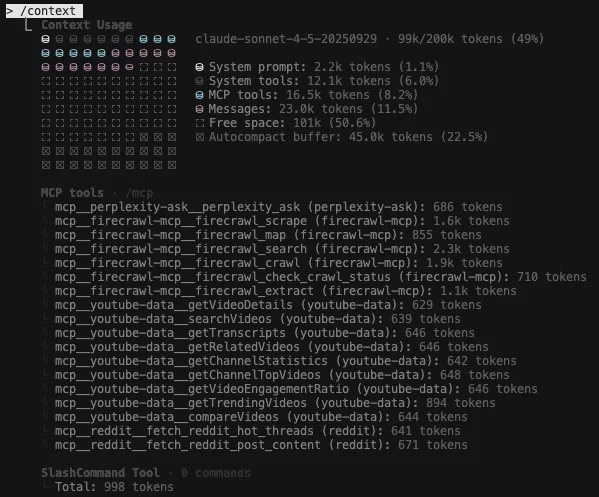 > /context
Context Usage
claude-sonnet-4-5-20250929 · 99k/200k tokens (49%)
System prompt: 2.2k tokens (1.1%)
System tools: 12.1k tokens (6.0%)
MCP tools: 16.5k tokens (8.2%)
Messages: 23.0k tokens (11.5%)
Free space: 101k (50.6%)
Autocompact buffer: 45.0k tokens (22.5%)
MCP tools · /mcp
mcp__perplexity-ask__perplexity_ask (perplexity-ask): 686 tokens
mcp__firecrawl-mcp__firecrawl_scrape (firecrawl-mcp): 1.6k tokens
mcp__firecrawl-mcp__firecrawl_map (firecrawl-mcp): 855 tokens
mcp__firecrawl-mcp__firecrawl_search (firecrawl-mcp): 2.3k tokens
mcp__firecrawl-mcp__firecrawl_crawl (firecrawl-mcp): 1.9k tokens
mcp__firecrawl-mcp__firecrawl_check_crawl_status (firecrawl-mcp): 710 tokens
mcp__firecrawl-mcp__firecrawl_extract (firecrawl-mcp): 1.1k tokens
mcp__youtube-data__getVideoDetails (youtube-data): 629 tokens
mcp__youtube-data__searchVideos (youtube-data): 639 tokens
mcp__youtube-data__getTranscripts (youtube-data): 646 tokens
mcp__youtube-data__getRelatedVideos (youtube-data): 646 tokens
mcp__youtube-data__getChannelStatistics (youtube-data): 642 tokens
mcp__youtube-data__getChannelTopVideos (youtube-data): 648 tokens
mcp__youtube-data__getVideoEngagementRatio (youtube-data): 646 tokens
mcp__youtube-data__getTrendingVideos (youtube-data): 894 tokens
mcp__youtube-data__compareVideos (youtube-data): 644 tokens
mcp__reddit__fetch_reddit_hot_threads (reddit): 641 tokens
mcp__reddit__fetch_reddit_post_content (reddit): 671 tokens
SlashCommand Tool · 0 commands
Total: 998 tokens